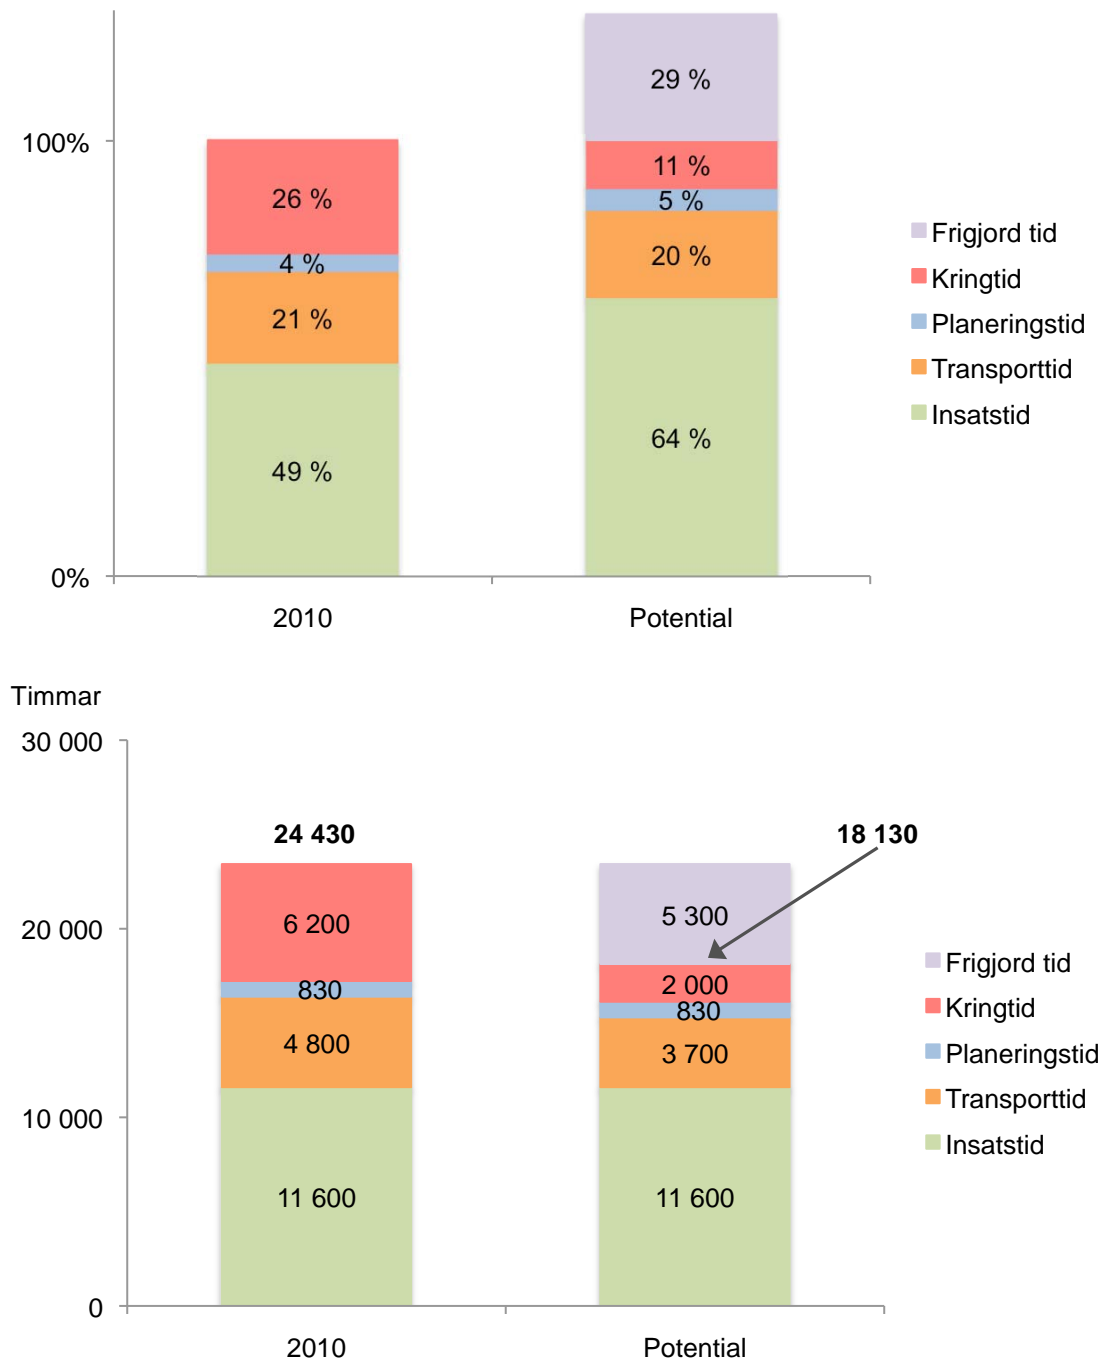 29 %
100%
11 %
26 %
5 %
Frigjord tid
4 %
20 %
Kringtid
21 %
Planeringstid
Transporttid
Insatstid
64 %
49 %
0%
2010
Potential
Timmar
30 000
24 430
18 130
5 300
6 200
20 000
Frigjord tid
2 000
830
Kringtid
830
4 800
3 700
Planeringstid
Transporttid
10 000
Insatstid
11 600
11 600
0
2010
Potential